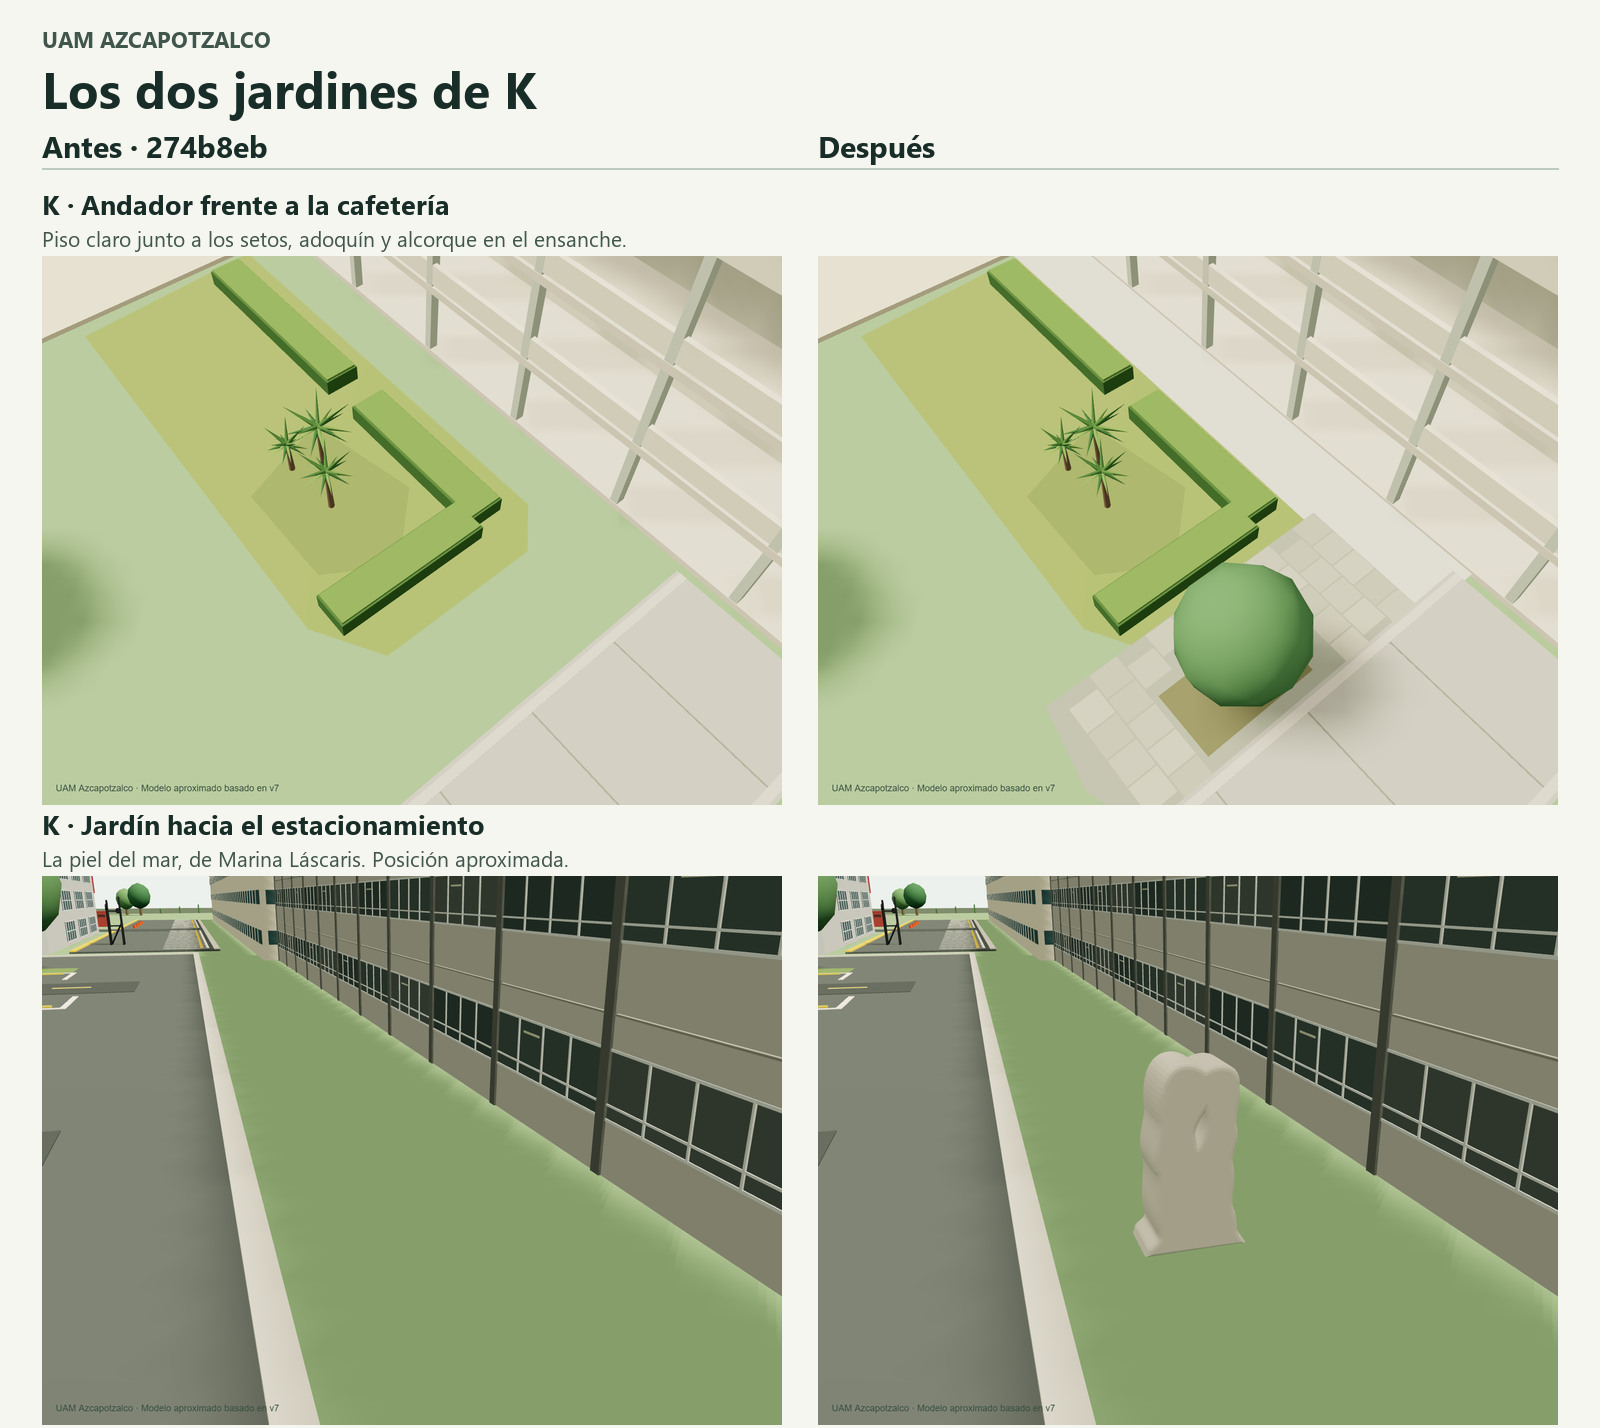 UAM AZCAPOTZALCO
Los dos jardines de K
Antes · 274b8eb
Después
K · Andador frente a la cafetería
Piso claro junto a los setos, adoquín y alcorque en el ensanche.
UAM Azcapotzalco · Modelo aproximado basado en v7
UAM Azcapotzalco · Modelo aproximado basado en v7
K · Jardín hacia el estacionamiento
La piel del mar, de Marina Láscaris. Posición aproximada.
UAM Azcapotzalco · Modelo aproximado basado en v7
UAM Azcapotzalco · Modelo aproximado basado en v7